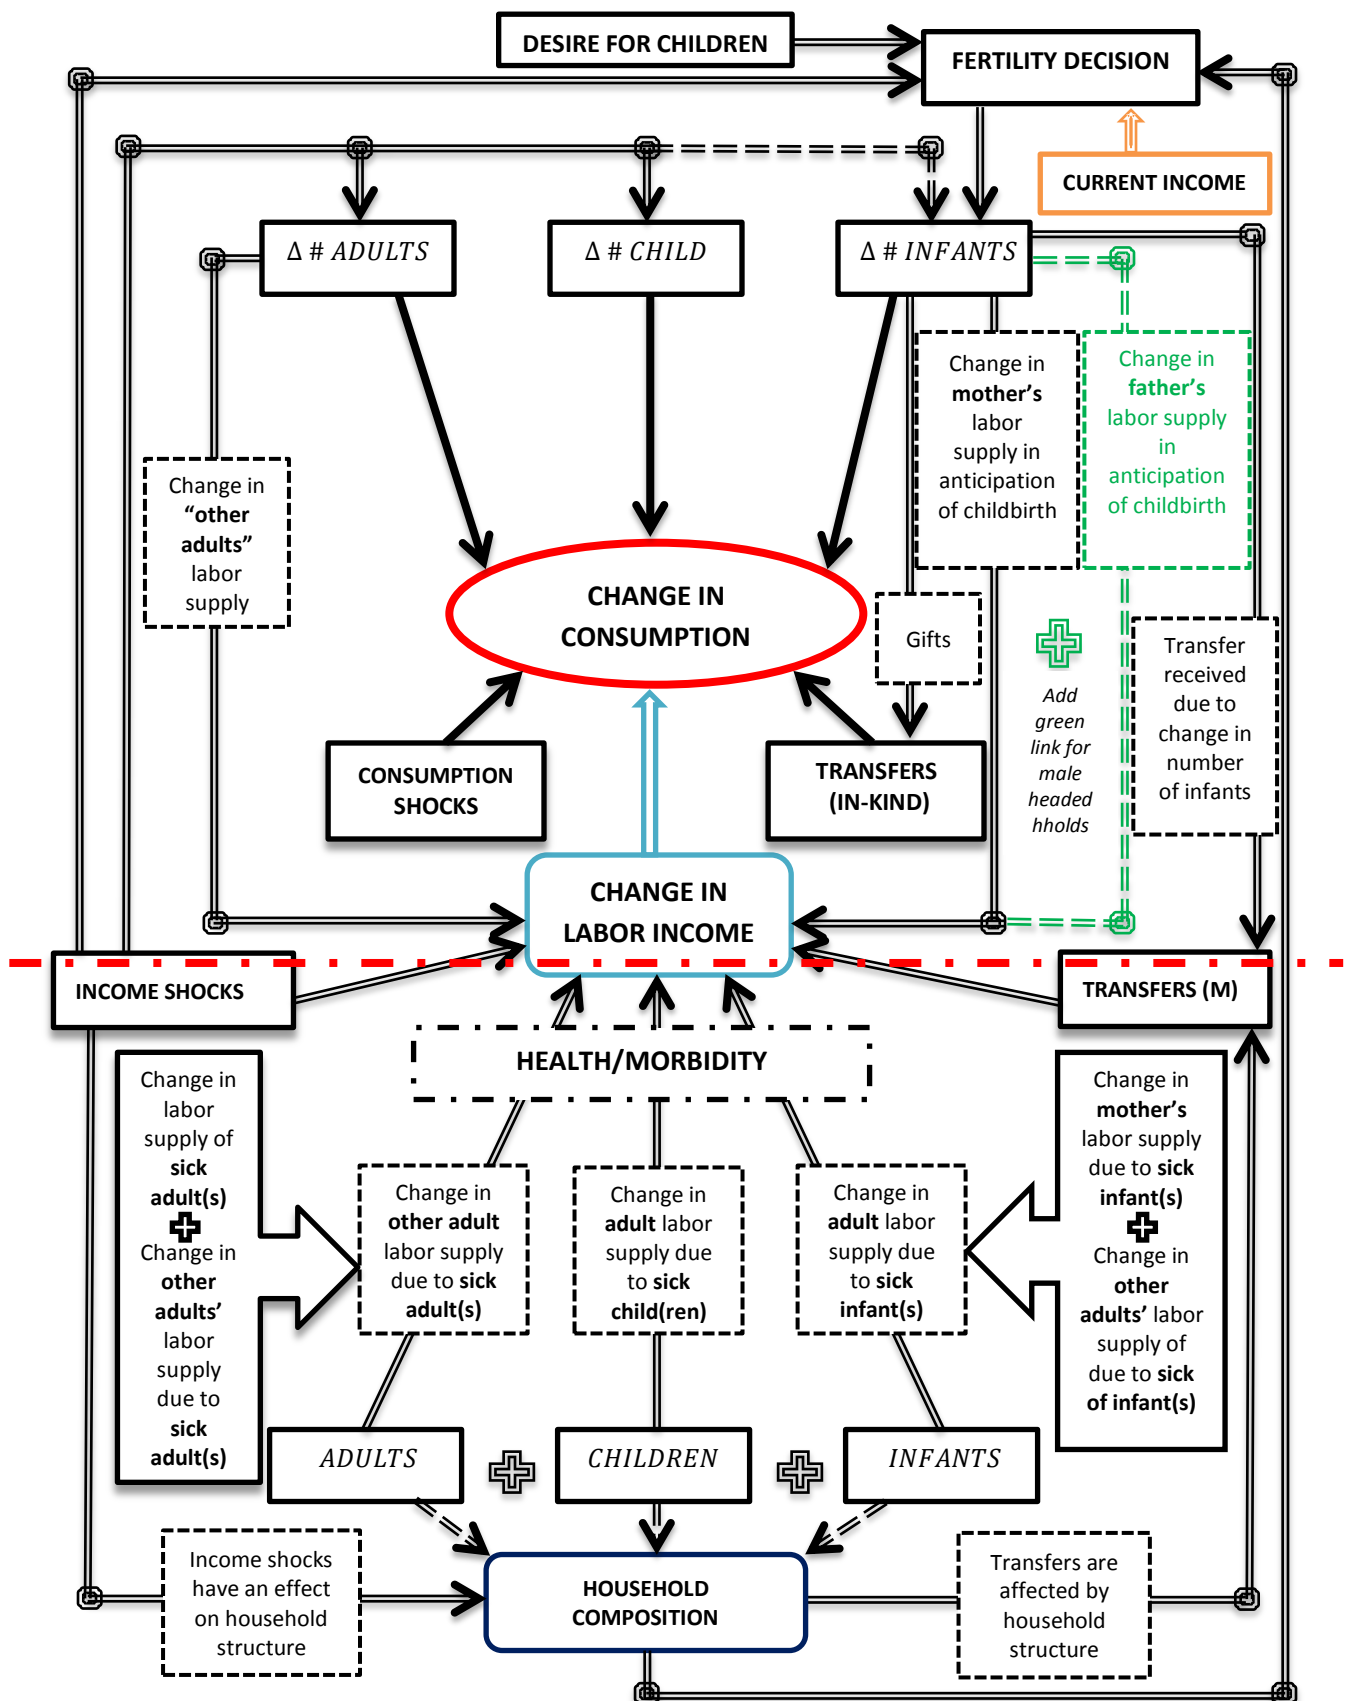 DESIRE FOR CHILDREN
FERTILITY DECISION
CURRENT INCOME
Δ # ADULTS
Δ # CHILD
Δ # INFANTS
Change in
mother's
labor
supply in
anticipation
of childbirth
Change in
father's
labor supply
in
anticipation
of childbirth
Change in
“other
adults”
labor
supply
CHANGE IN
CONSUMPTION
Gifts
Add
green
link for
male
headed
hholds
Transfer
received
due to
change in
number
of infants
CONSUMPTION
SHOCKS
TRANSFERS
(IN-KIND)
CHANGE IN
LABOR INCOME
INCOME SHOCKS
TRANSFERS (M)
HEALTH/MORBIDITY
Change in
labor
supply of
sick
adult(s)
Change in
other
adults'
labor
supply
due to
sick
adult(s)
Change in
other adult
labor supply
due to sick
adult(s)
Change in
adult labor
supply due
to sick
child(ren)
Change in
adult labor
supply due
to sick
infant(s)
Change in
mother's
labor supply
due to sick
infant(s)
Change in
other
adults' labor
supply of
due to sick
of infant(s)
ADULTS
CHILDREN
INFANTS
Income shocks
have an effect
on household
structure
HOUSEHOLD
COMPOSITION
Transfers are
affected by
household
structure